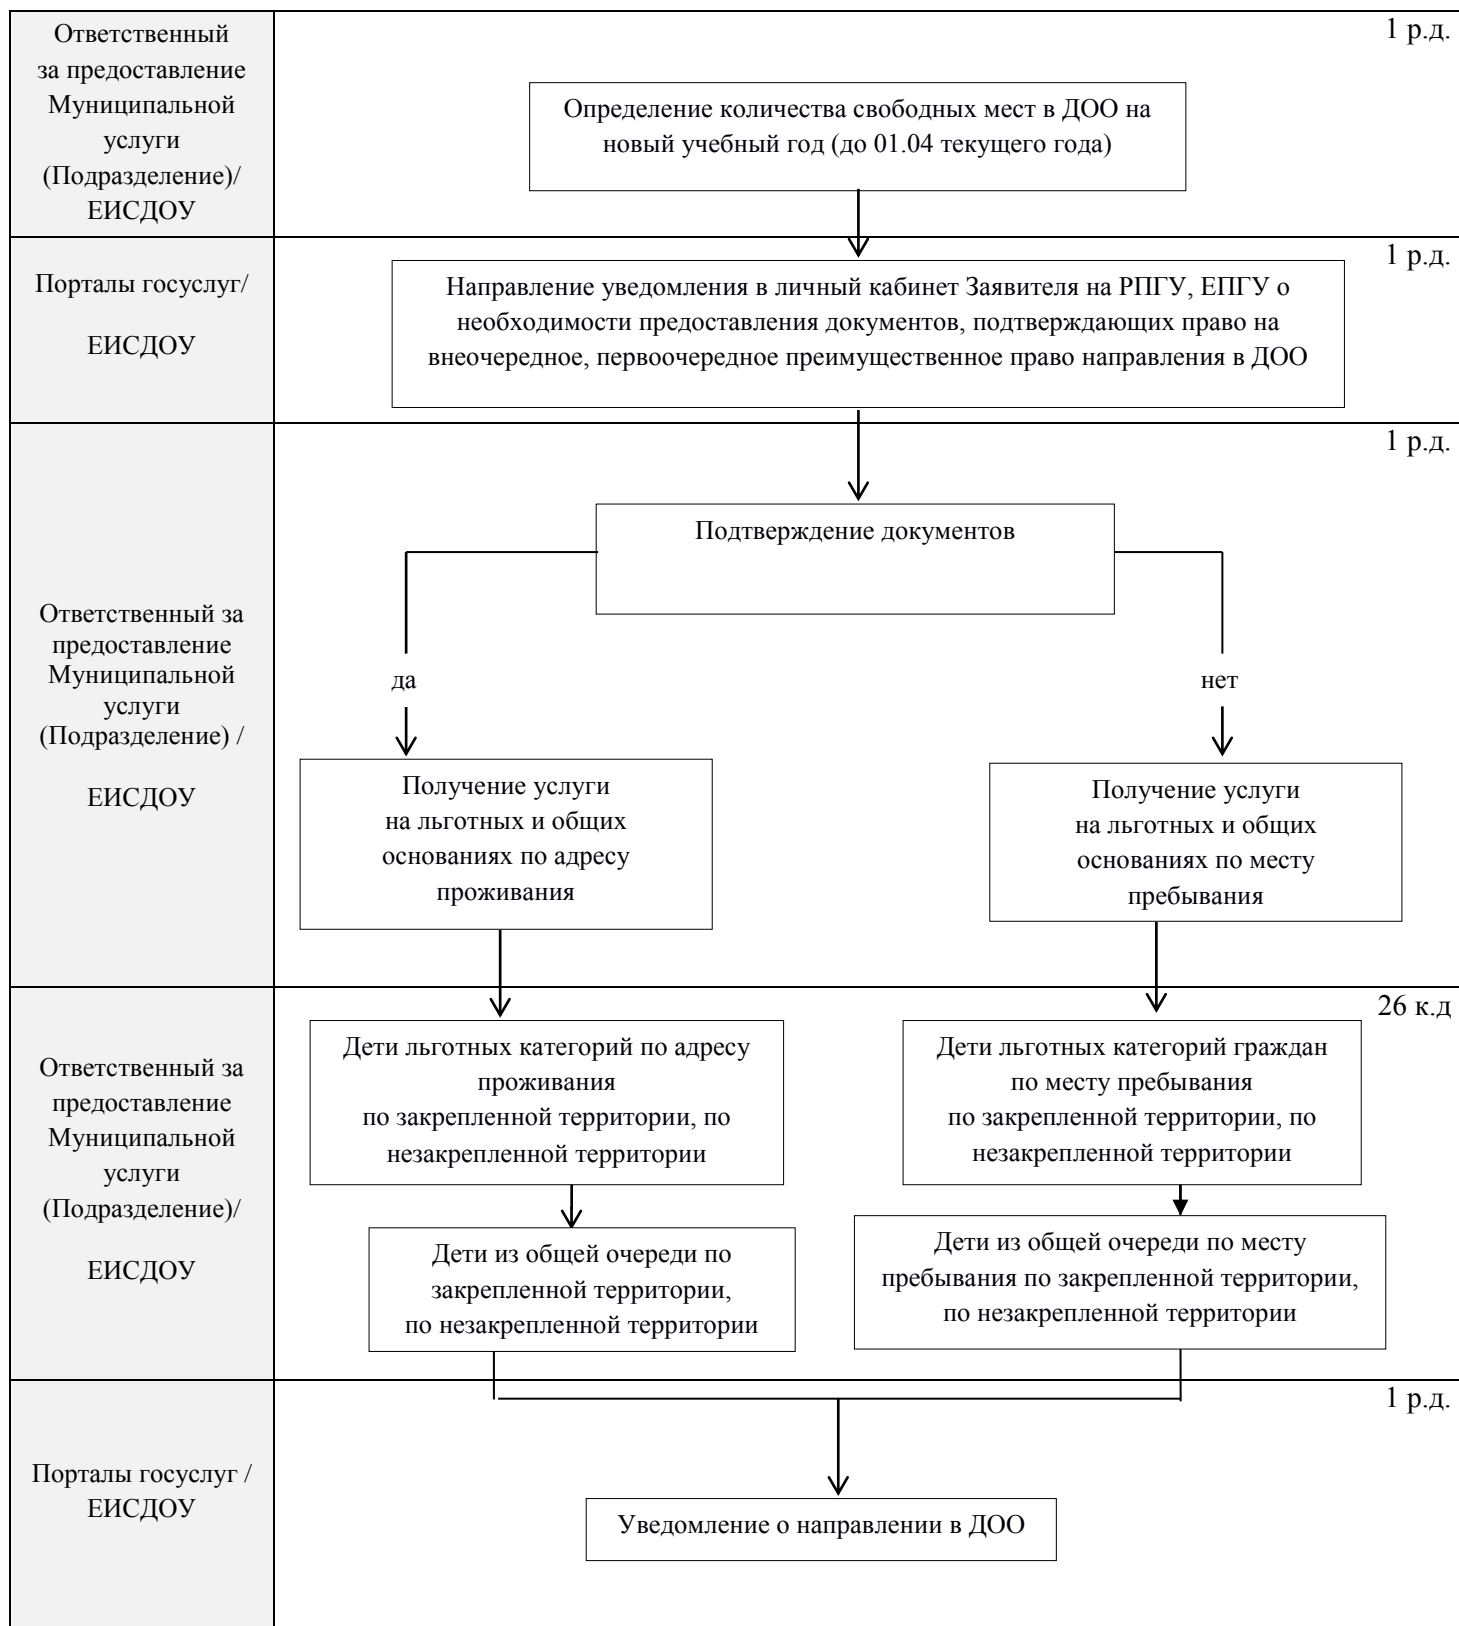 Ответственный
за предоставление
Муниципальной
услуги
(Подразделение)/
ЕИСДОУ
1 р.д.
Определение количества свободных мест в ДОО на
новый учебный год (до 01.04 текущего года)
Порталы госуслуг/
ЕИСДОУ
1 р.д.
Направление уведомления в личный кабинет Заявителя на РПГУ, ЕПГУ о
необходимости предоставления документов, подтверждающих право на
внеочередное, первоочередное преимущественное право направления в ДОО
Ответственный за
предоставление
Муниципальной
услуги
(Подразделение) /
ЕИСДОУ
1 р.д.
Подтверждение документов
да
нет
Получение услуги
на льготных и общих
основаниях по адресу
проживания
Получение услуги
на льготных и общих
основаниях по месту
пребывания
Ответственный за
предоставление
Муниципальной
услуги
(Подразделение)/
ЕИСДОУ
26 к.д
Дети льготных категорий по адресу
проживания
по закрепленной территории, по
незакрепленной территории
Дети льготных категорий граждан
по месту пребывания
по закрепленной территории, по
незакрепленной территории
Дети из общей очереди по
закрепленной территории,
по незакрепленной территории
Дети из общей очереди по месту
пребывания по закрепленной территории,
по незакрепленной территории
Порталы госуслуг /
ЕИСДОУ
1 р.д.
Уведомление о направлении в ДОО